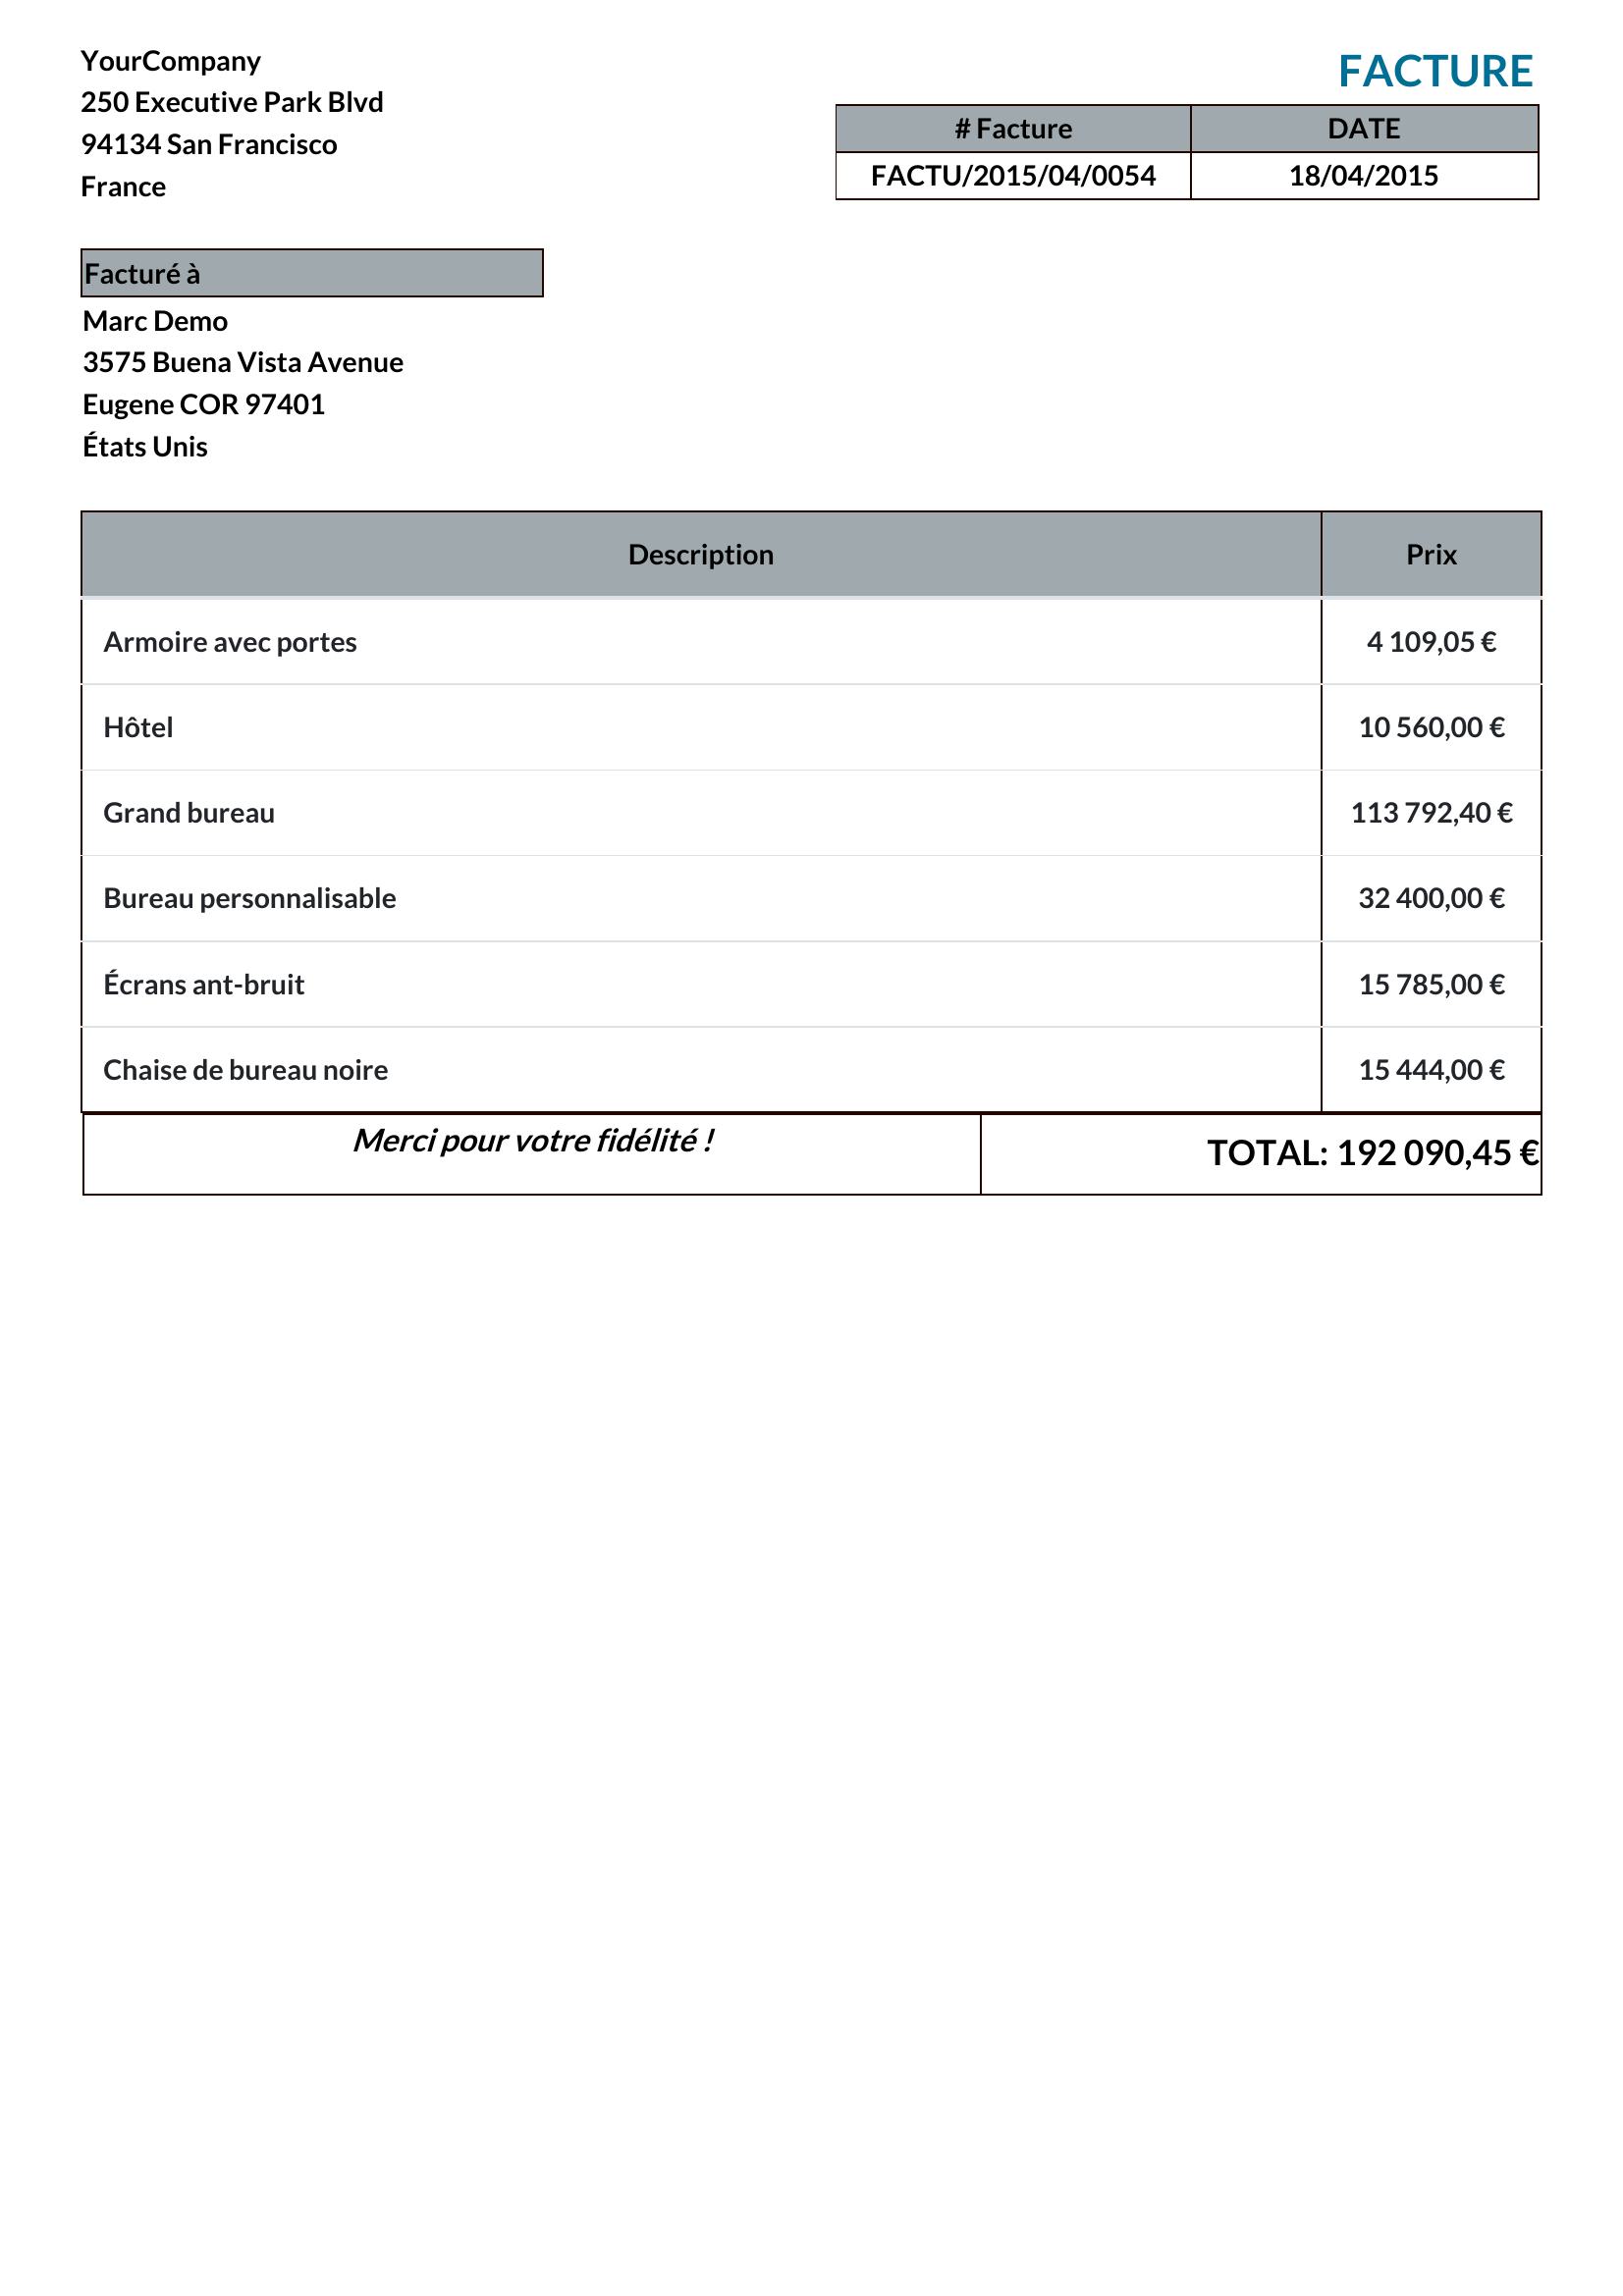 YourCompany
250 Executive Park Blvd
94134 San Francisco
France
FACTURE
# Facture DATE
FACTU/2015/04/0054 18/04/2015
Facturé à
Marc Demo
3575 Buena Vista Avenue
Eugene COR 97401
États Unis
Description Prix
Armoire avec portes 4 109,05 €
Hôtel 10 560,00 €
Grand bureau 113 792,40 €
Bureau personnalisable 32 400,00 €
Écrans ant-bruit 15 785,00 €
Chaise de bureau noire 15 444,00 €
Merci pour votre fidélité ! TOTAL: 192 090,45 €